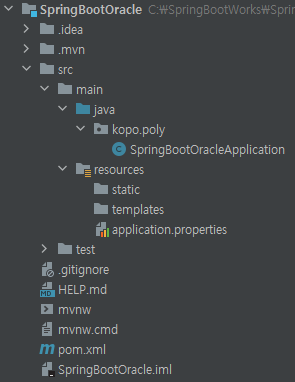 SpringBootOracle C:₩SpringBootWorks₩Sprin
.idea
.mvn
src
main
java
kopo.poly
SpringBootOracleApplication
resources
static
templates
application.properties
test
.gitignore
HELP.md
mvnw
mvnw.cmd
pom.xml
SpringBootOracle.iml